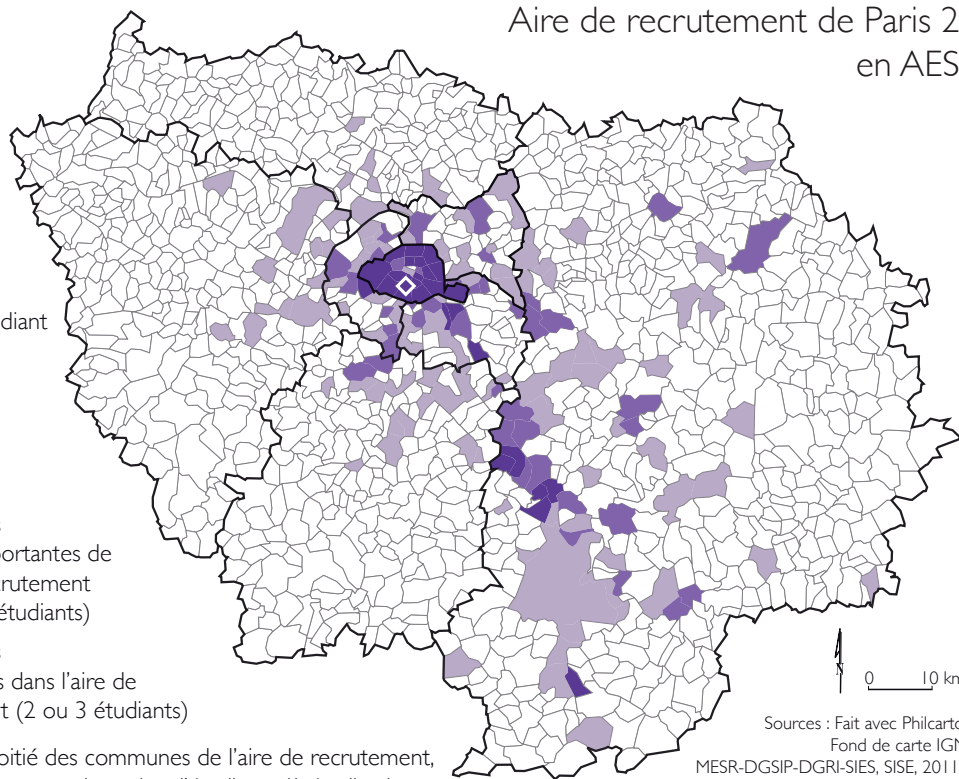 Aire de recrutement de Paris 2
en AES
diant
portantes de
crutement
étudiants)
s dans l'aire de
t (2 ou 3 étudiants)
oitié des communes de l'aire de recrutement,
N
0 10 km
Sources : Fait avec Philcarto
Fond de carte IGN
MESR-DGSIP-DGRI-SIES, SISE, 2011